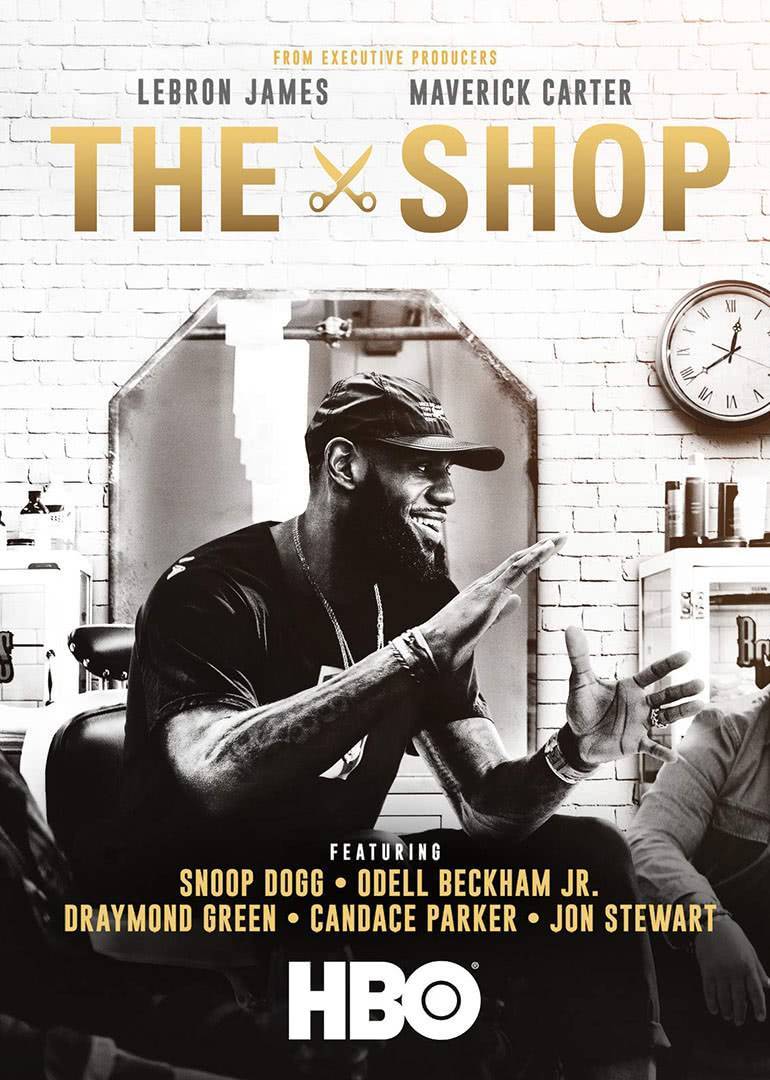 FROM EXECUTIVE PRODUCERS
LEBRON JAMES MAVERICK CARTER
THE SHOP
XII
FEATURING
SNOOP DOGG • ODELL BECKHAM JR.
DRAYMOND GREEN • CANDACE PARKER • JON STEWART
HBO®